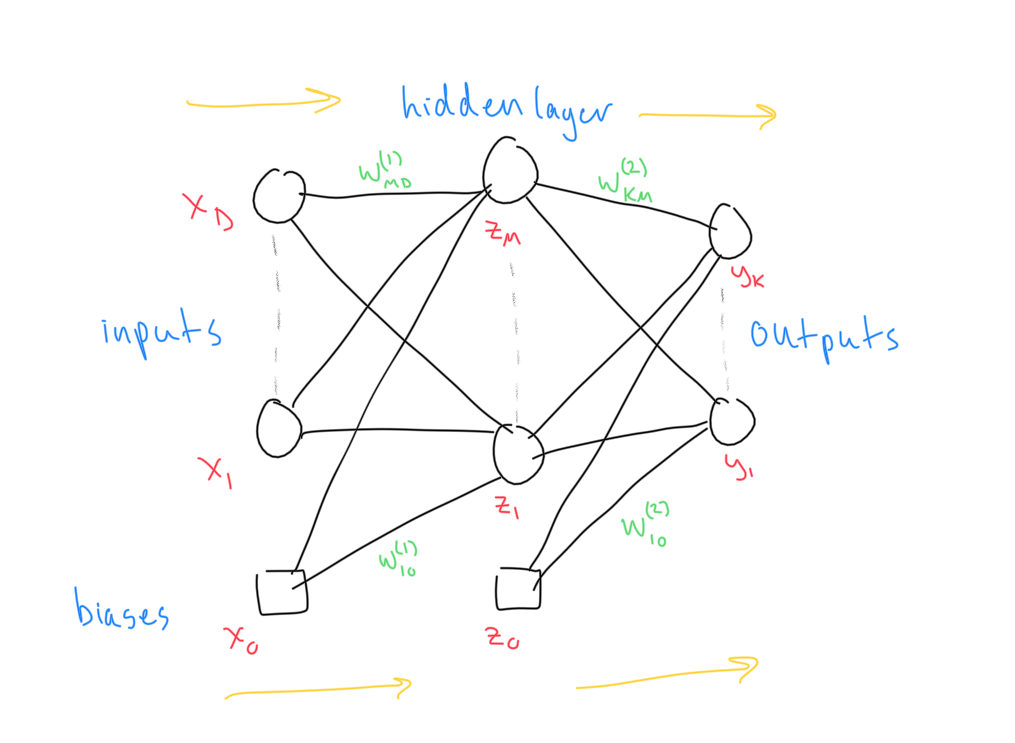 hidden layer
w_{MD}^{(1)}
w_{KM}^{(2)}
x_D
z_M
y_K
inputs
outputs
x_1
z_1
y_1
w_{10}^{(1)}
w_{10}^{(2)}
biases
x_0
z_0